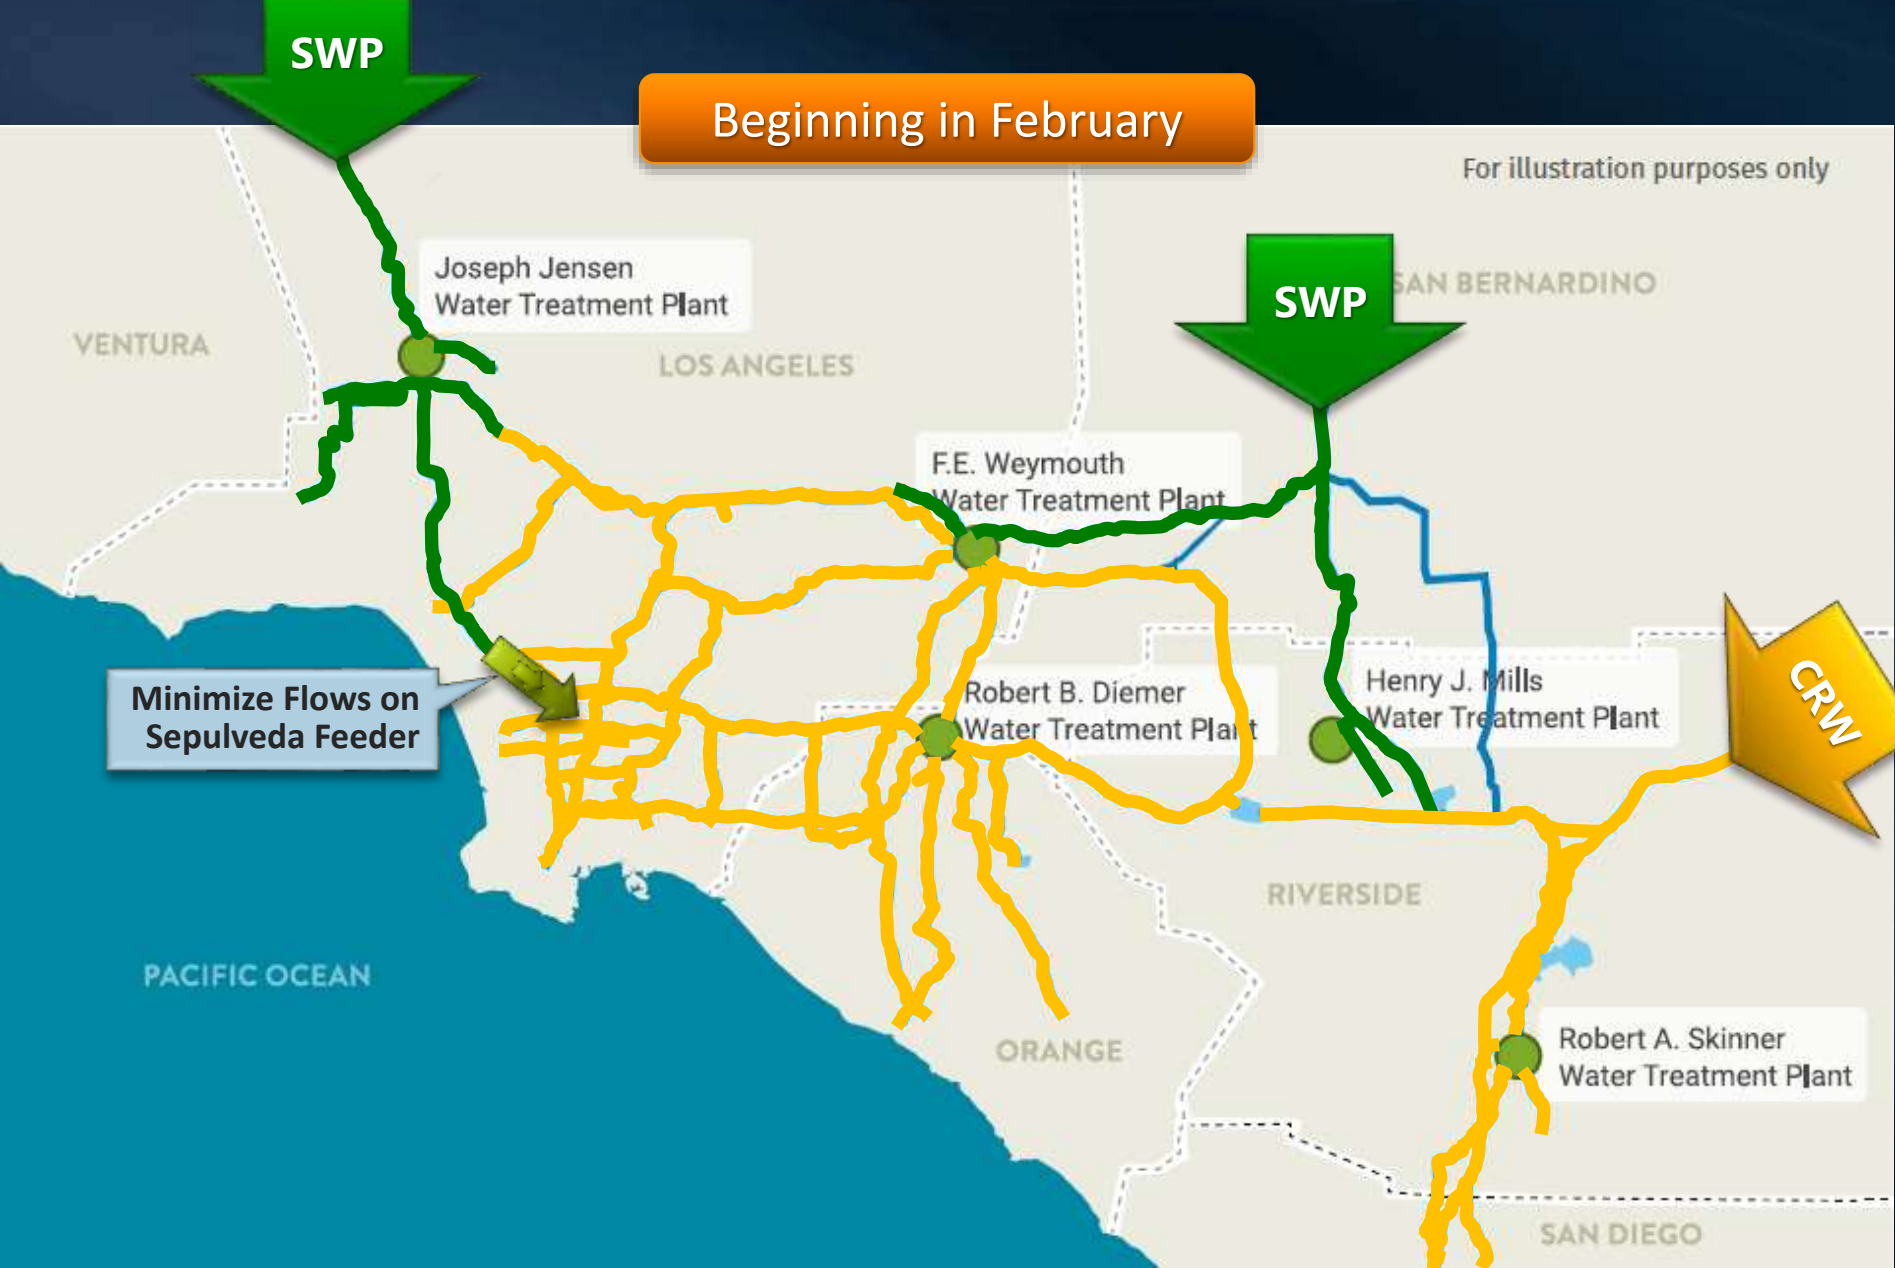 SWP
Beginning in February
For illustration purposes only
Joseph Jensen
Water Treatment Plant
SAN BERNARDINO
SWP
VENTURA
LOS ANGELES
F.E. Weymouth
Water Treatment Plant
Minimize Flows on
Sepulveda Feeder
Robert B. Diemer
Water Treatment Plant
Henry J. Mills
Water Treatment Plant
CRW
RIVERSIDE
PACIFIC OCEAN
ORANGE
Robert A. Skinner
Water Treatment Plant
SAN DIEGO